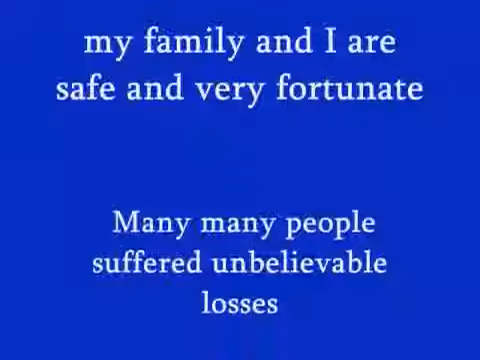 my family and I are
safe and very fortunate
Many many people
suffered unbelievable
losses